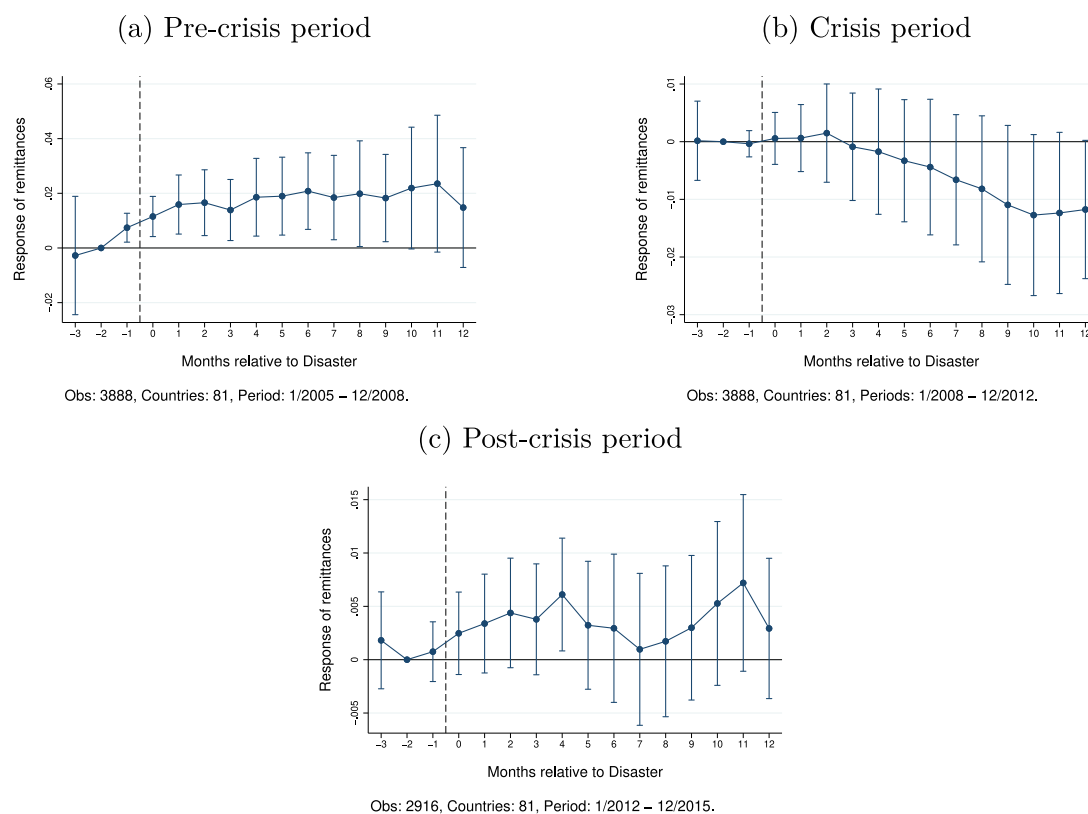 (a) Pre-crisis period
Response of remittances
.06
.04
.02
0
-.02
-3 -2 -1 0 1 2 3 4 5 6 7 8 9 10 11 12
Months relative to Disaster
Obs: 3888, Countries: 81, Period: 1/2005 – 12/2008.
(b) Crisis period
Response of remittances
.01
0
-.01
-.02
-.03
-3 -2 -1 0 1 2 3 4 5 6 7 8 9 10 11 12
Months relative to Disaster
Obs: 3888, Countries: 81, Periods: 1/2008 – 12/2012.
(c) Post-crisis period
Response of remittances
.015
.01
.005
0
-.005
-3 -2 -1 0 1 2 3 4 5 6 7 8 9 10 11 12
Months relative to Disaster
Obs: 2916, Countries: 81, Period: 1/2012 – 12/2015.